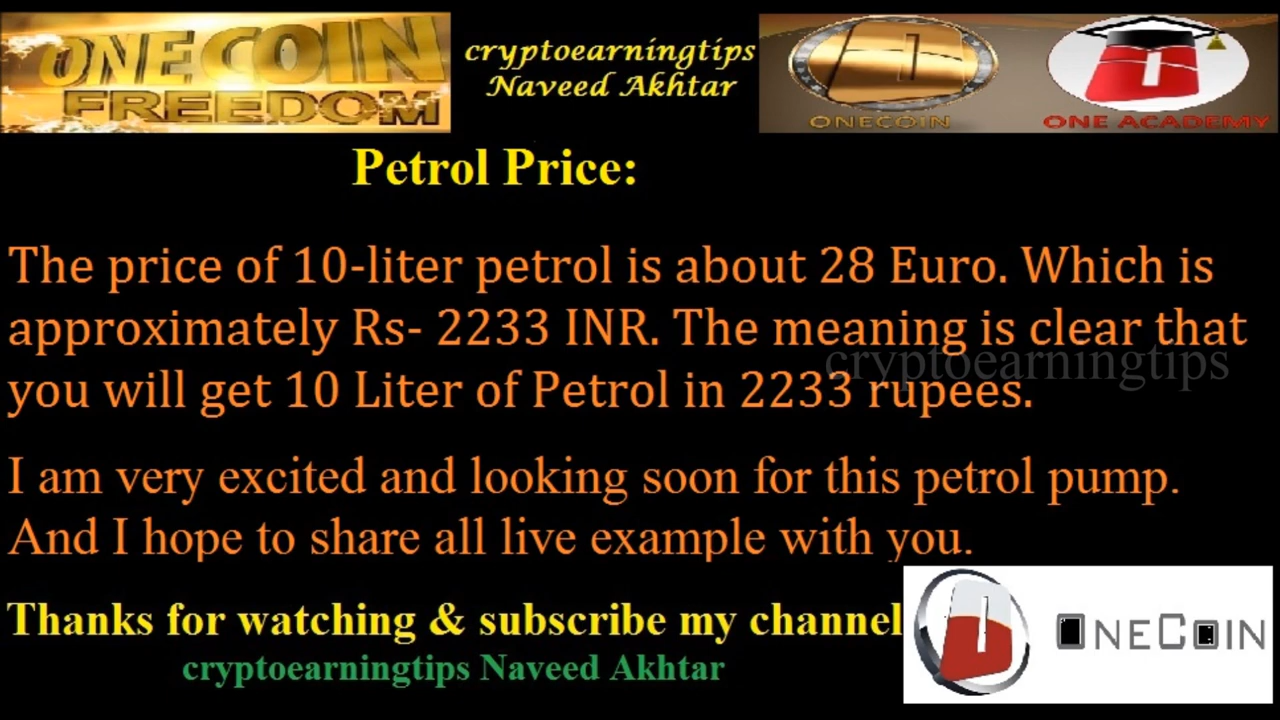 ONE COIN
FREEDOM
cryptoearningtips
Naveed Akhtar
ONECOIN
ONE ACADEMY
Petrol Price:
The price of 10-liter petrol is about 28 Euro. Which is
approximately Rs- 2233 INR. The meaning is clear that
cryptoearningtips
you will get 10 Liter of Petrol in 2233 rupees.
I am very excited and looking soon for this petrol pump.
And I hope to share all live example with you.
Thanks for watching & subscribe my channel
cryptoearningtips Naveed Akhtar
ONECOIN